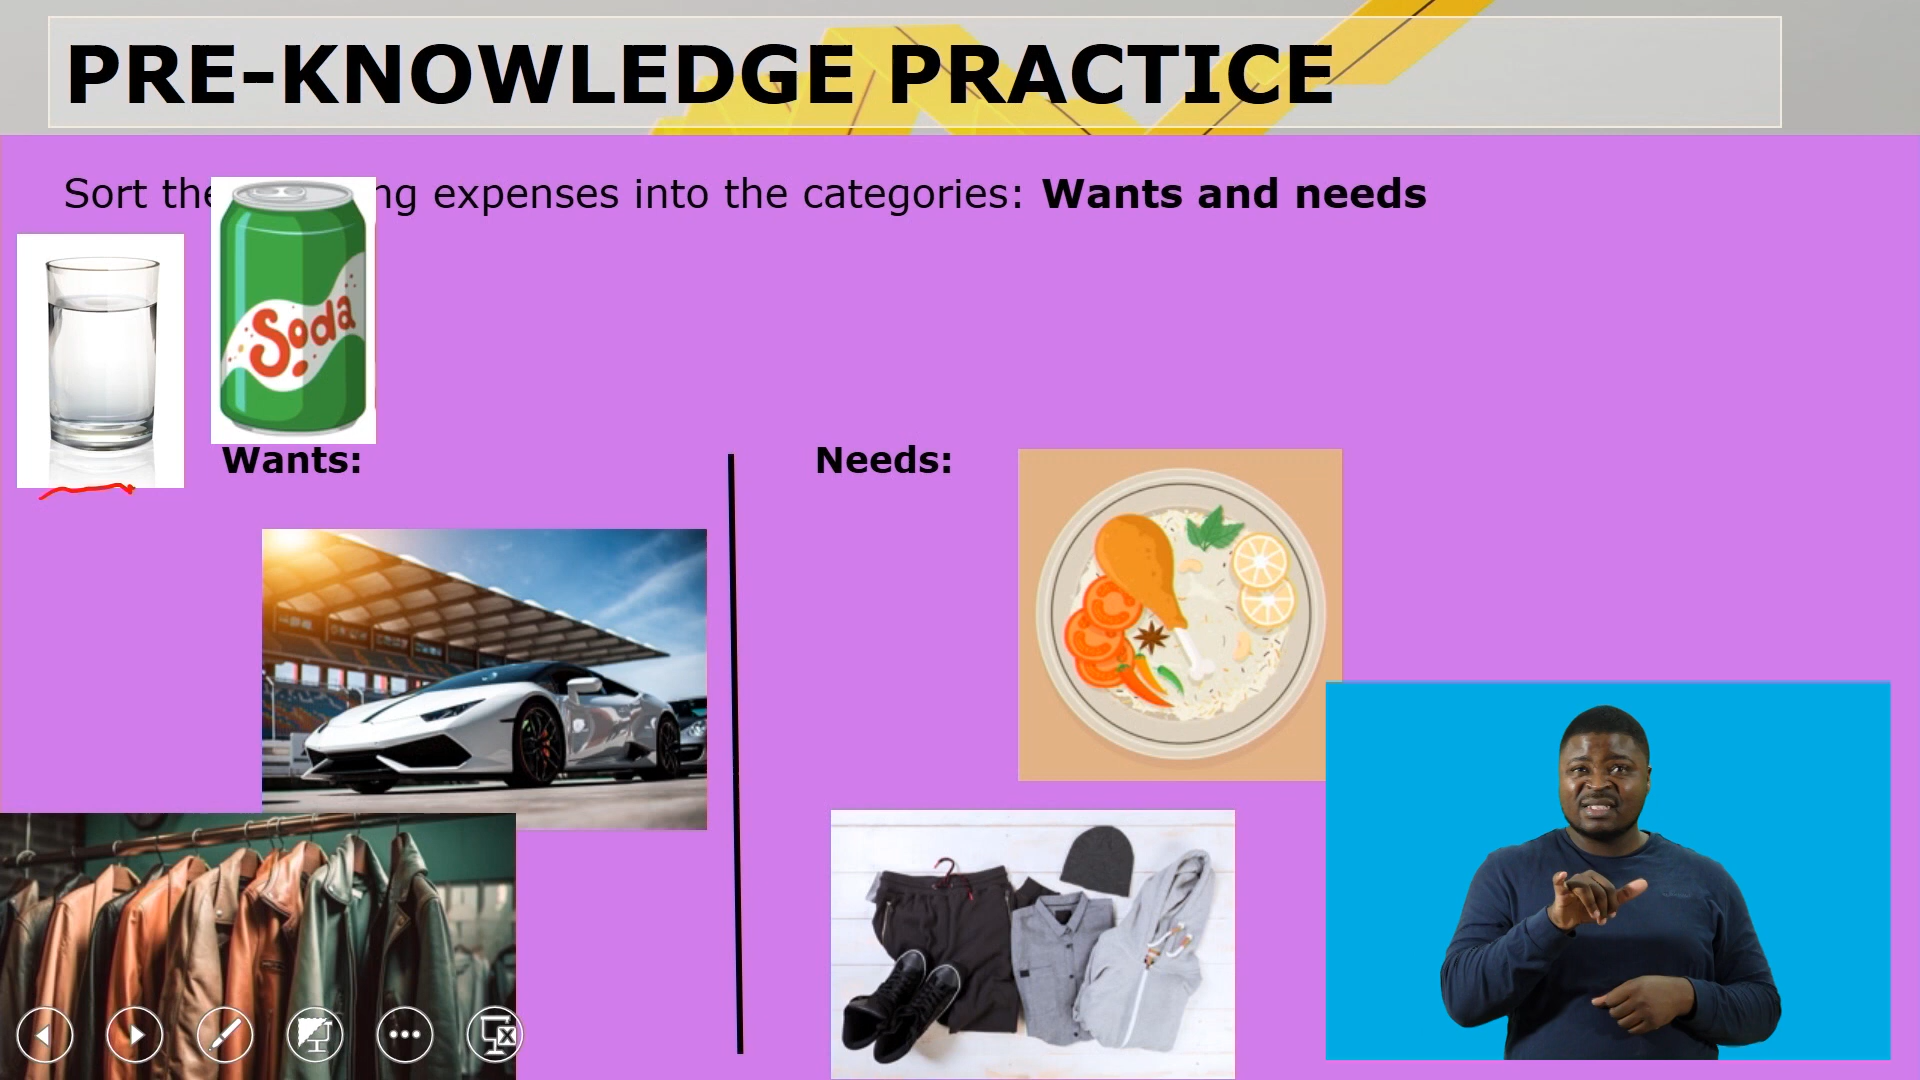 PRE-KNOWLEDGE PRACTICE
Sort the ng expenses into the categories: Wants and needs
Soda
Wants:
Needs: